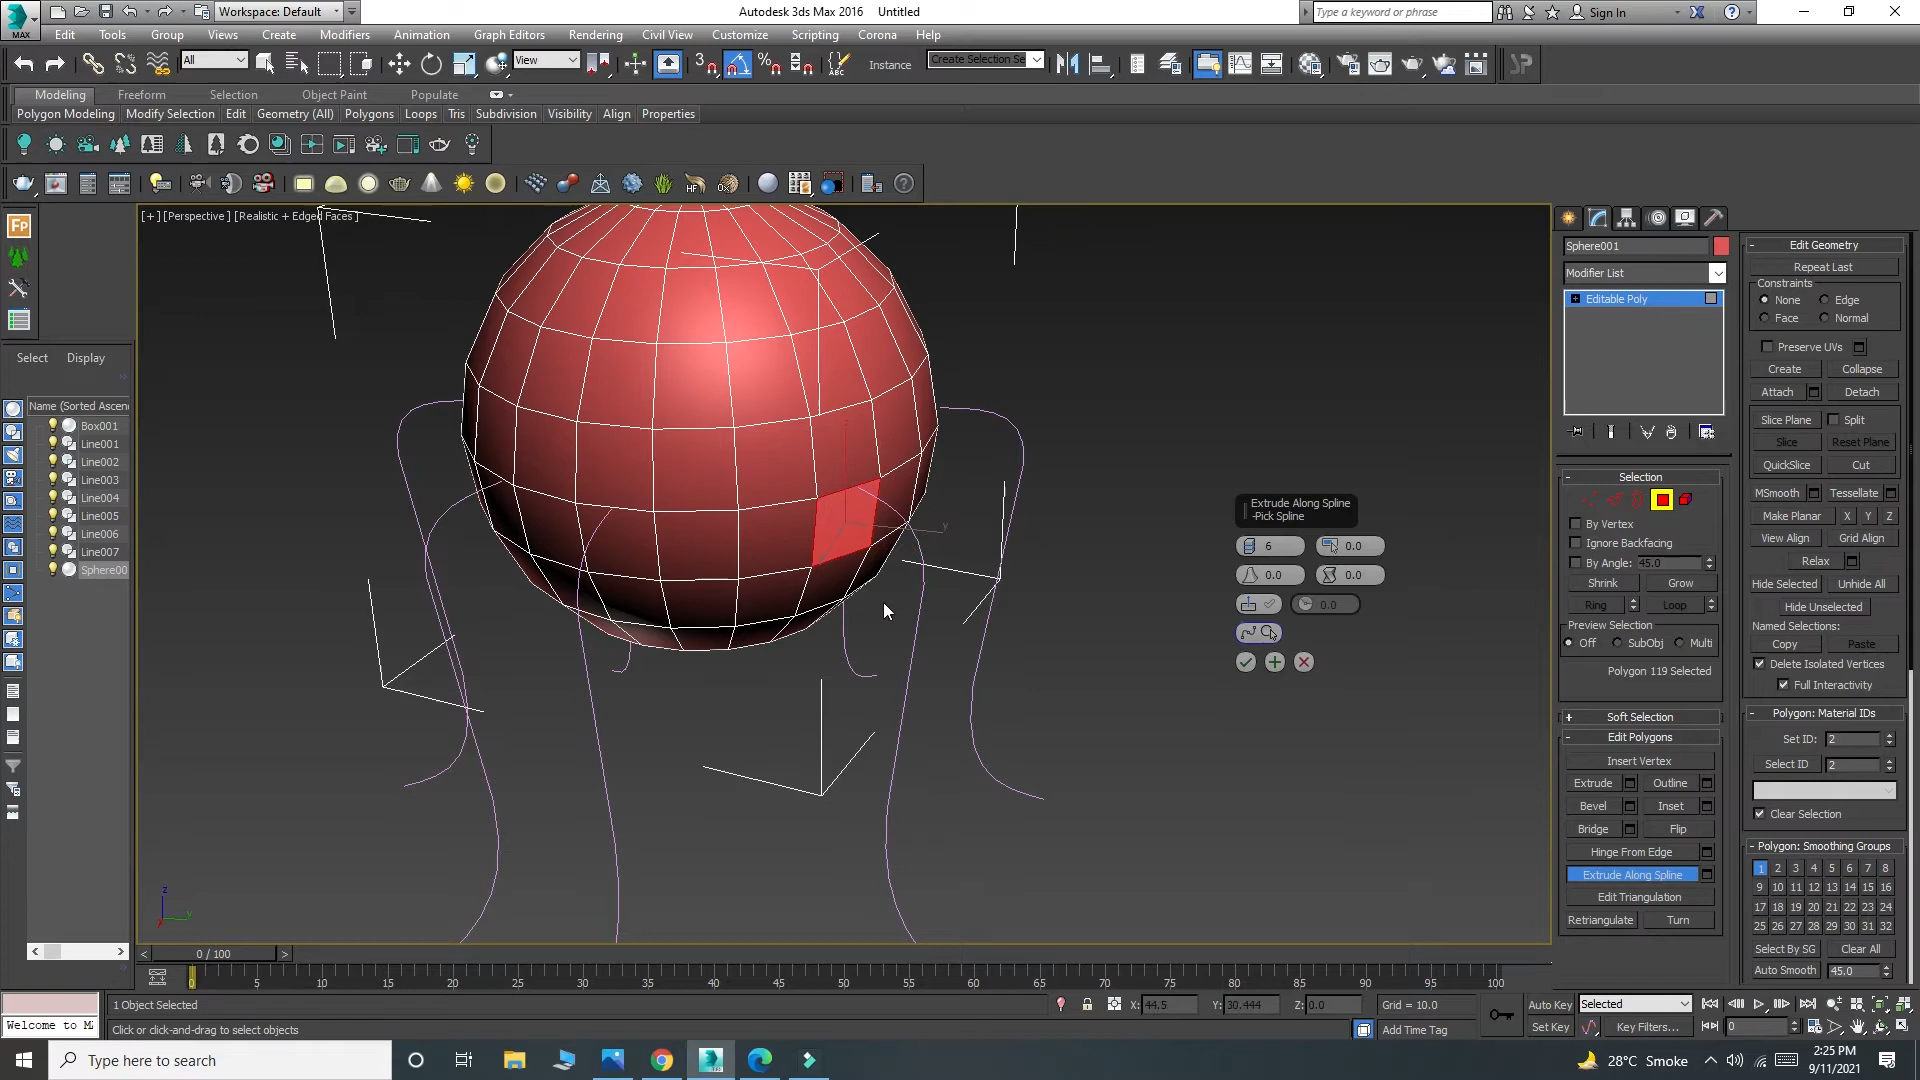 Workspace: Default
Autodesk 3ds Max 2016 Untitled
Type a keyword or phrase
Sign In
MAX
Edit Tools Group Views Create Modifiers Animation Graph Editors Rendering Civil View Customize Scripting Corona Help
All
View
3
ABC
Instance
Create Selection Se
Modeling Freeform Selection Object Paint Populate
Polygon Modeling Modify Selection Edit Geometry (All) Polygons Loops Tris Subdivision Visibility Align Properties
HF
[+] [Perspective] [Realistic + Edged Faces]
Fp
Select Display
Name (Sorted Ascen
Box001
Line001
Line002
Line003
Line004
Line005
Line006
Line007
Sphere00
Extrude Along Spline
-Pick Spline
6 0.0
0.0 0.0
0.0
Sphere001
Modifier List
Editable Poly
- Selection
By Vertex
Ignore Backfacing
By Angle: 45.0
Shrink Grow
Ring Loop
Preview Selection
Off SubObj Multi
Polygon 119 Selected
+ Soft Selection
- Edit Polygons
Insert Vertex
Extrude Outline
Bevel Inset
Bridge Flip
Hinge From Edge
Extrude Along Spline
Edit Triangulation
Retriangulate Turn
- Edit Geometry
Repeat Last
Constraints
None Edge
Face Normal
Preserve UVs
Create Collapse
Attach Detach
Slice Plane Split
Slice Reset Plane
QuickSlice Cut
MSmooth Tessellate
Make Planar X Y Z
View Align Grid Align
Relax
Hide Selected Unhide All
Hide Unselected
Named Selections:
Copy Paste
Delete Isolated Vertices
Full Interactivity
- Polygon: Material IDs
Set ID: 2
Select ID 2
Clear Selection
- Polygon: Smoothing Groups
1 2 3 4 5 6 7 8
9 10 11 12 13 14 15 16
17 18 19 20 21 22 23 24
25 26 27 28 29 30 31 32
Select By SG Clear All
Auto Smooth 45.0
z
y
x
0 / 100
0 5 10 15 20 25 30 35 40 45 50 55 60 65 70 75 80 85 90 95 100
1 Object Selected
X: 44.5 Y: 30.444 Z: 0.0 Grid = 10.0
Auto Key Selected
Welcome to MA
Click or click-and-drag to select objects
Add Time Tag
Set Key Key Filters... 0
Type here to search
28°C Smoke
2:25 PM
9/11/2021